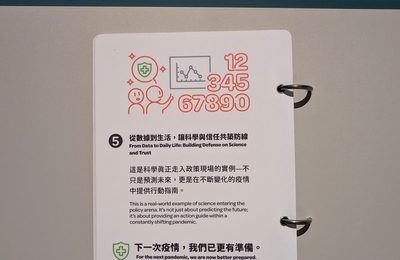 12
345
67890
5
從數據到生活，讓科學與信任共築防線
From Data to Daily Life: Building Defense on Science
and Trust
這是科學真正走入政策現場的實例—不
只是預測未來，更是在不斷變化的疫情
中提供行動指南。
This is a real-world example of science entering the
policy arena. It's not just about predicting the future;
it's about providing an action guide within a
constantly shifting pandemic.
下一次疫情，我們已更有準備。
For the next pandemic, we are now better prepared.